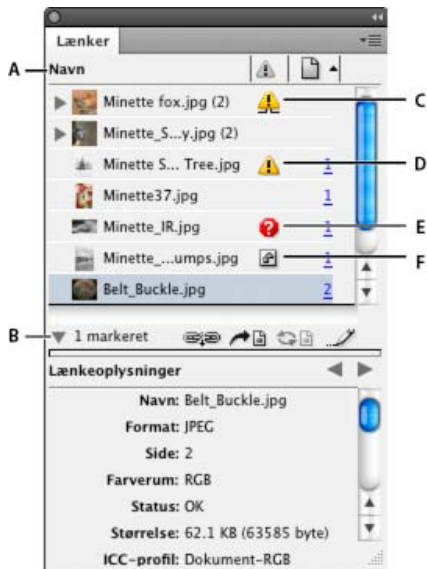 Lænker
A Navn
Minette fox.jpg (2) C
Minette_S...y.jpg (2)
Minette S... Tree.jpg 1 D
Minette37.jpg 1
Minette_IR.jpg ? 1 E
Minette_...umps.jpg 1 F
Belt_Buckle.jpg 2
B 1 markeret
Lænkeoplysninger
Navn: Belt_Buckle.jpg
Format: JPEG
Side: 2
Farverum: RGB
Status: OK
Størrelse: 62.1 KB (63585 byte)
ICC-profil: Dokument-RGB